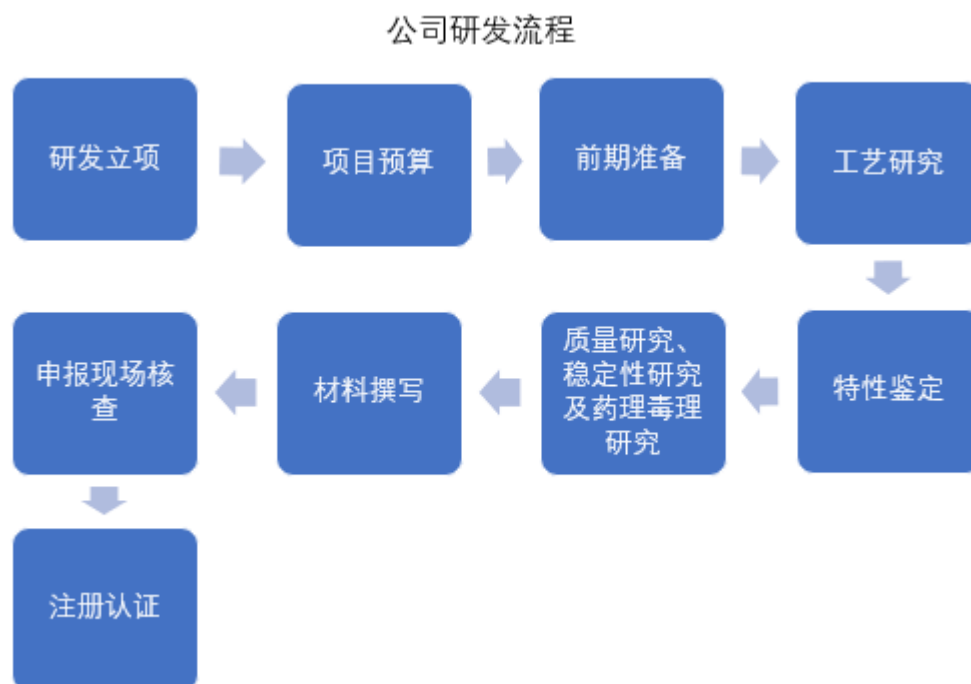 公司研发流程
研发立项
项目预算
前期准备
工艺研究
特性鉴定
质量研究、
稳定性研究
及药理毒理
研究
材料撰写
申报现场核
查
注册认证